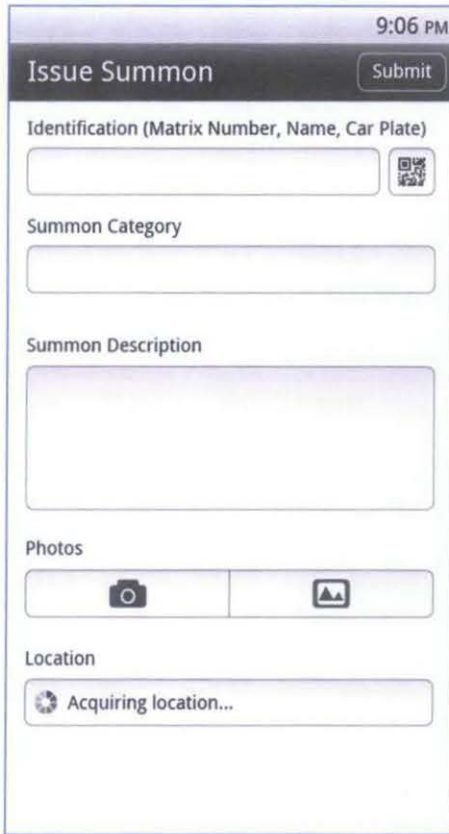 9:06 PM
Issue Summon
Submit
Identification (Matrix Number, Name, Car Plate)
Summon Category
Summon Description
Photos
Location
Acquiring location...